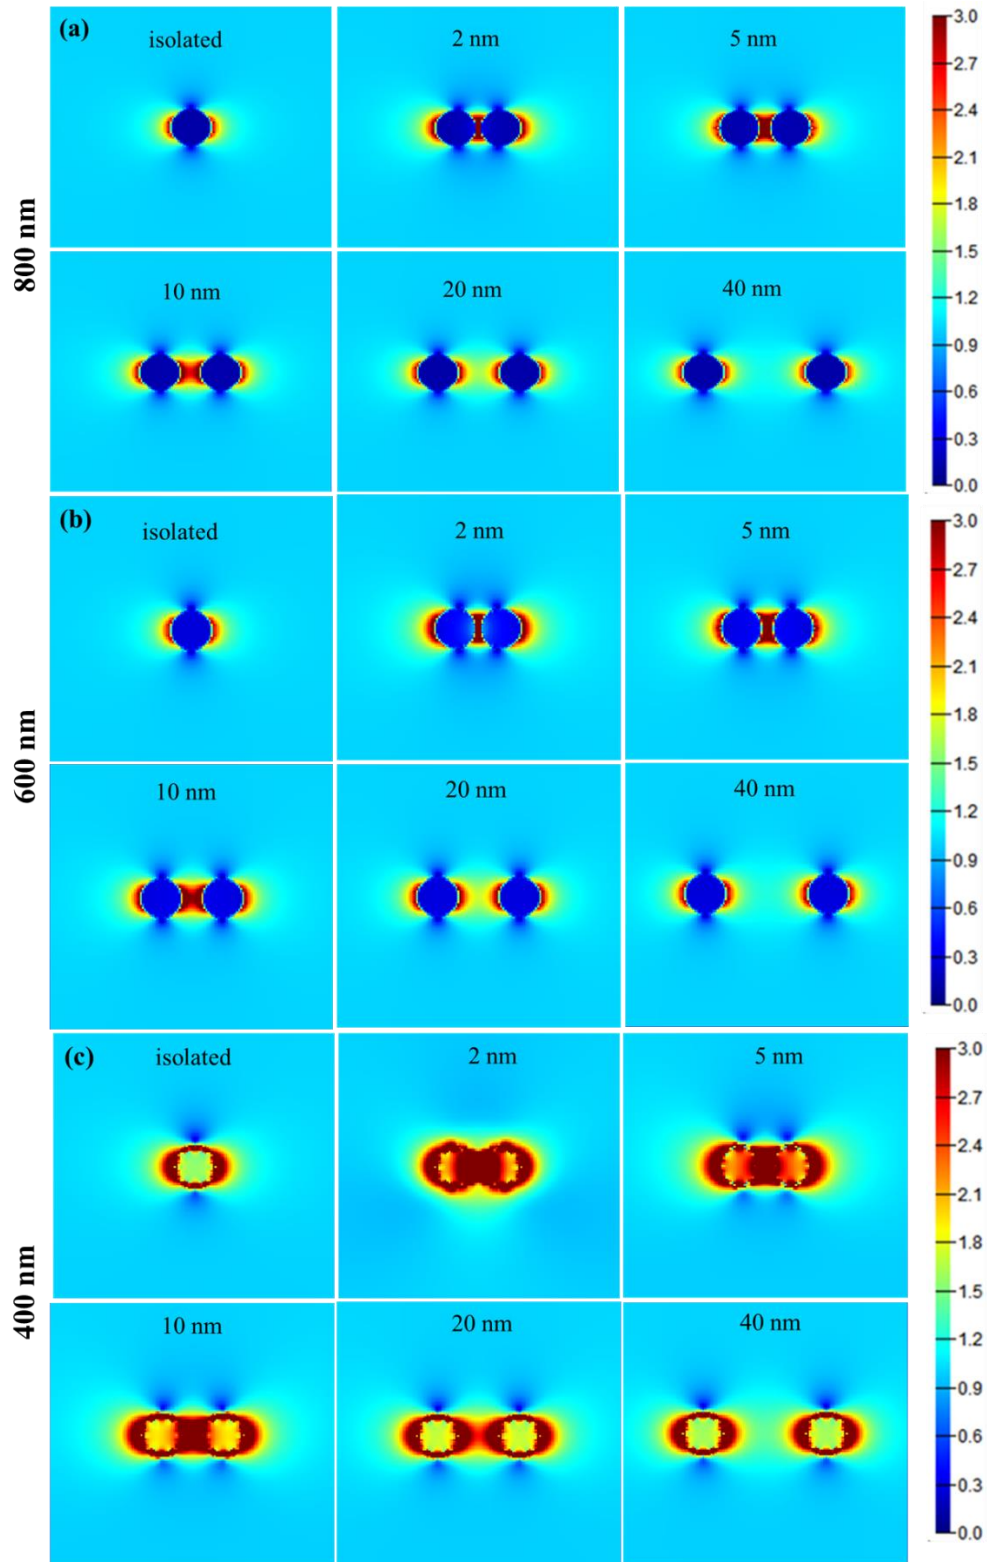 (a)
isolated
2 nm
5 nm
10 nm
20 nm
40 nm
800 nm
3.0
2.7
2.4
2.1
1.8
1.5
1.2
0.9
0.6
0.3
0.0
(b)
isolated
2 nm
5 nm
10 nm
20 nm
40 nm
600 nm
3.0
2.7
2.4
2.1
1.8
1.5
1.2
0.9
0.6
0.3
0.0
(c)
isolated
2 nm
5 nm
10 nm
20 nm
40 nm
400 nm
3.0
2.7
2.4
2.1
1.8
1.5
1.2
0.9
0.6
0.3
0.0